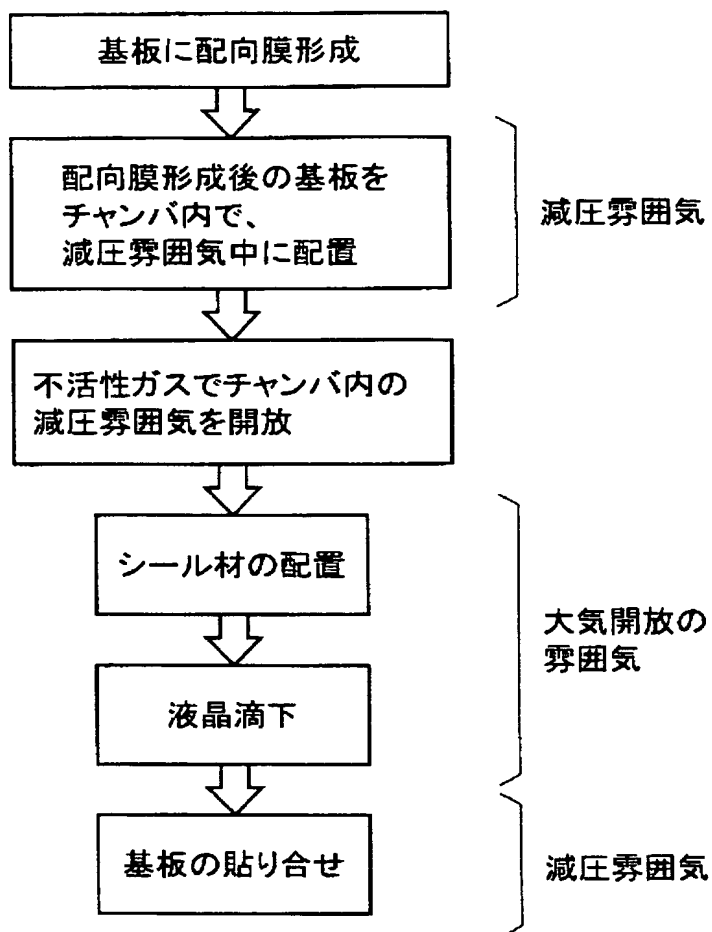 基板に配向膜形成
配向膜形成後の基板を
チャンバ内で、
減圧雰囲気中に配置
減圧雰囲気
不活性ガスでチャンバ内の
減圧雰囲気を開放
シール材の配置
液晶滴下
大気開放の
雰囲気
基板の貼り合せ
減圧雰囲気